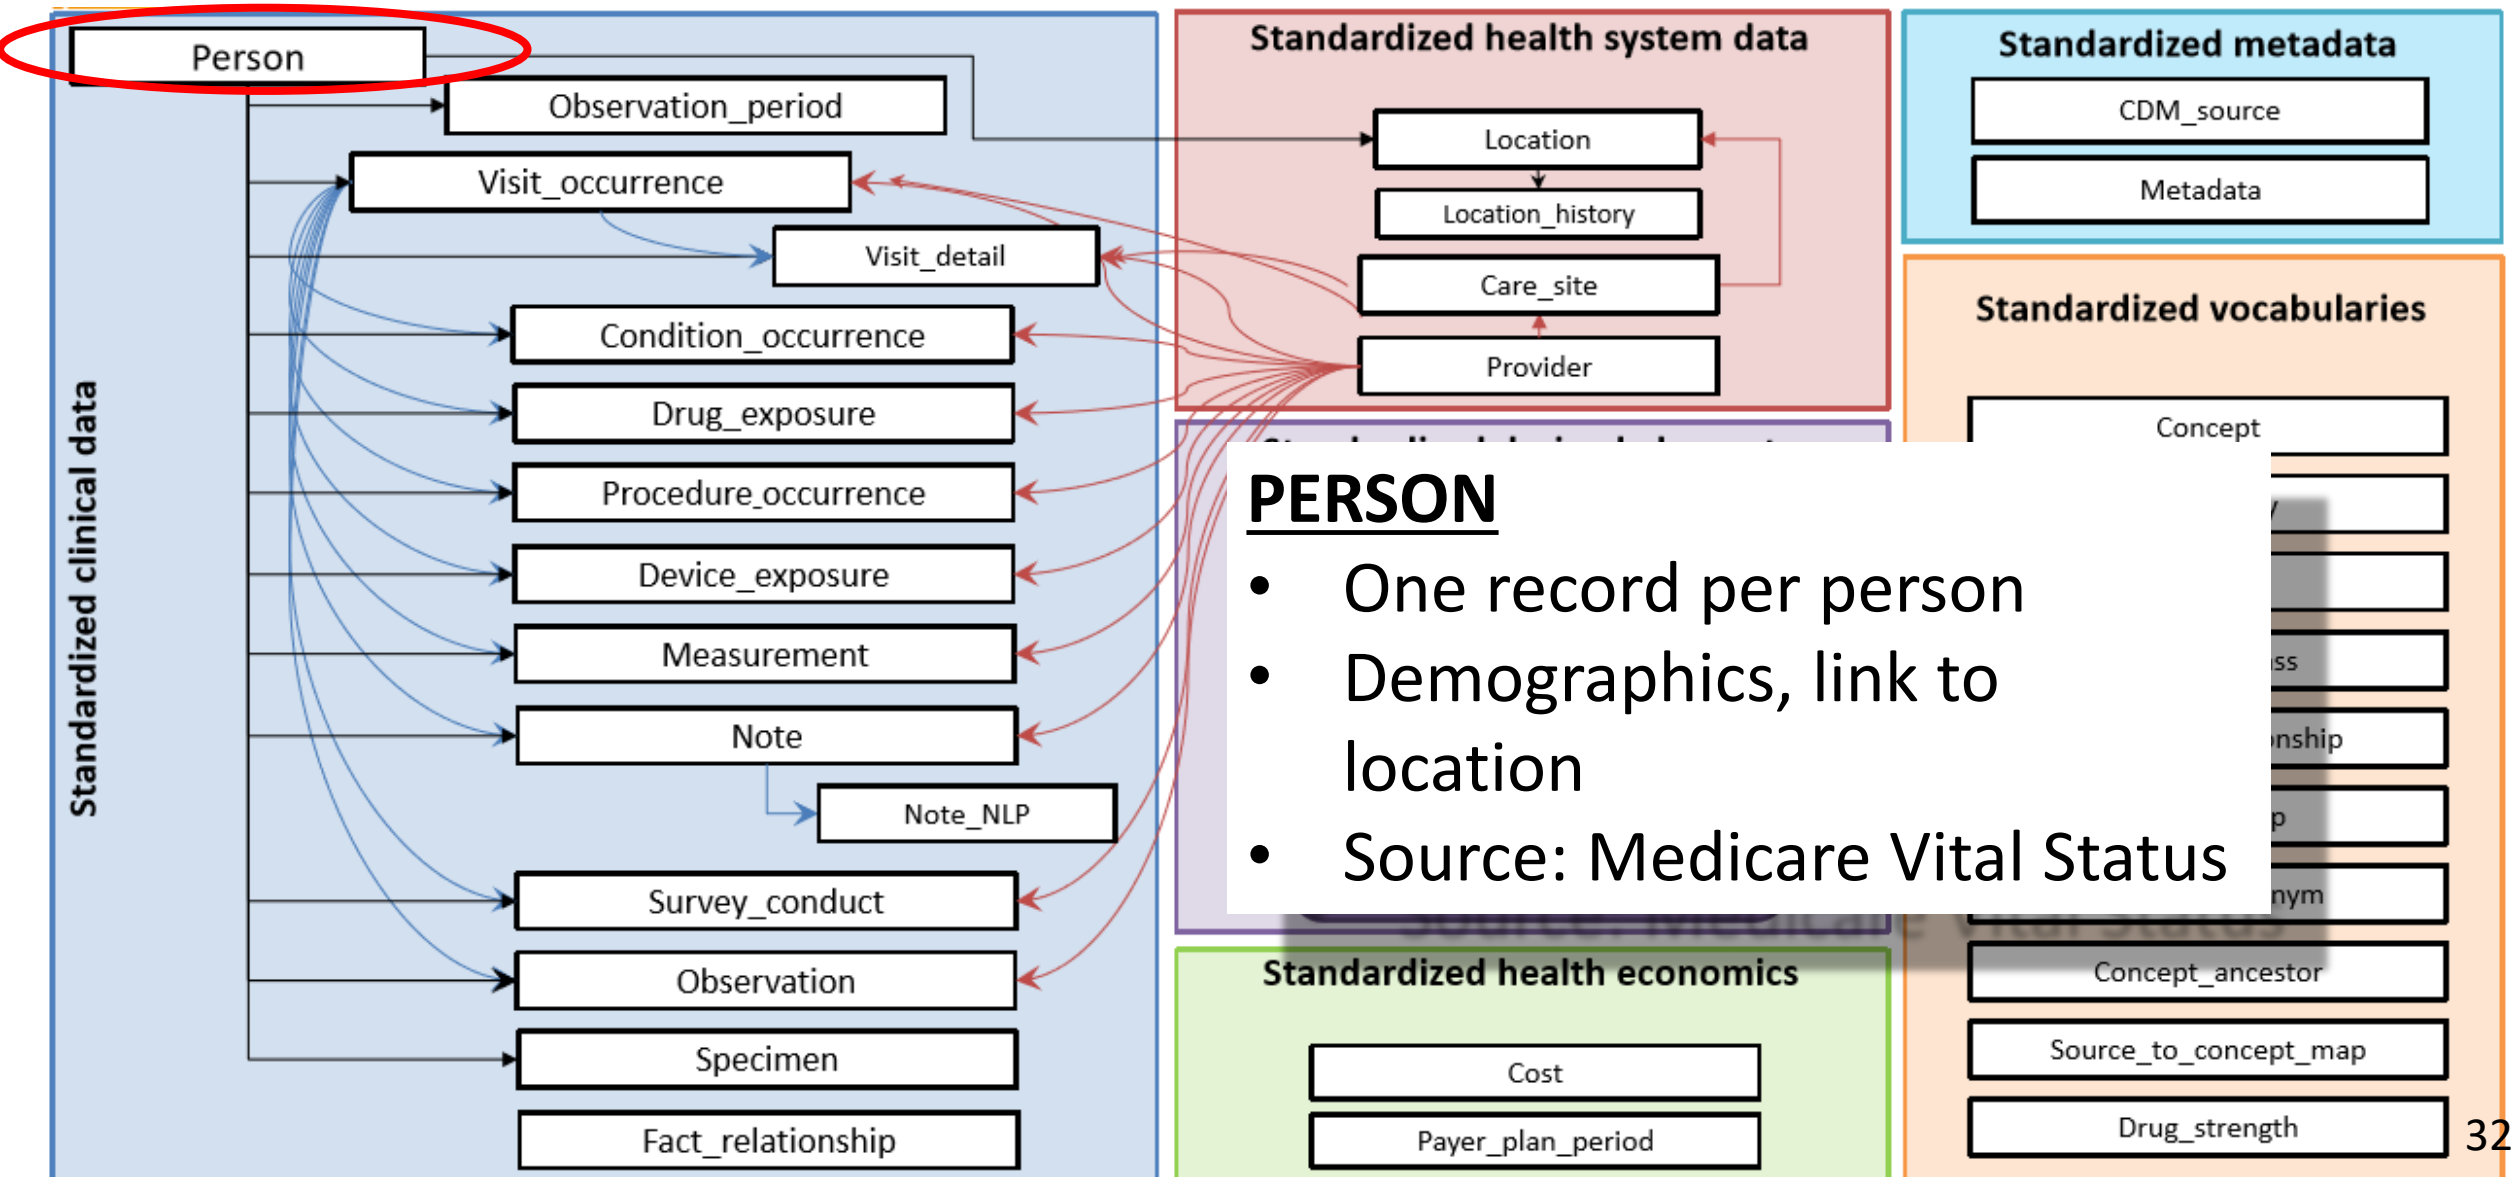 Person
Observation_period
Visit_occurrence
Visit_detail
Condition_occurrence
Drug_exposure
Procedure_occurrence
Device_exposure
Measurement
Note
Note_NLP
Survey_conduct
Observation
Specimen
Fact_relationship
Standardized clinical data
Standardized health system data
Location
Location_history
Care_site
Provider
PERSON
• One record per person
• Demographics, link to
location
• Source: Medicare Vital Status
Standardized health economics
Cost
Payer_plan_period
Standardized metadata
CDM_source
Metadata
Standardized vocabularies
Concept
Concept_ancestor
Source_to_concept_map
Drug_strength
32